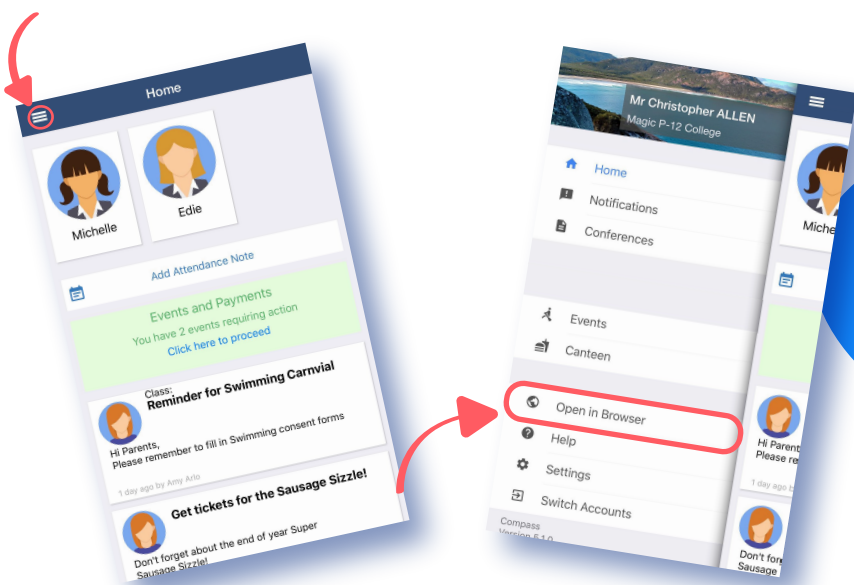 Home
Michelle
Edie
Add Attendance Note
Events and Payments
You have 2 events requiring action
Click here to proceed
Class:
Reminder for Swimming Carnvial
Hi Parents,
Please remember to fill in Swimming consent forms
1 day ago by Amy Arlo
Get tickets for the Sausage Sizzle!
Don't forget about the end of year Super
Sausage Sizzle!
Mr Christopher ALLEN
Magic P-12 College
Home
Notifications
Conferences
Events
Canteen
Open in Browser
Help
Settings
Switch Accounts
Compass
Version 5.1.0
Miche
Hi Parent
Please re
1 day ago b
Don't forg
Sausage